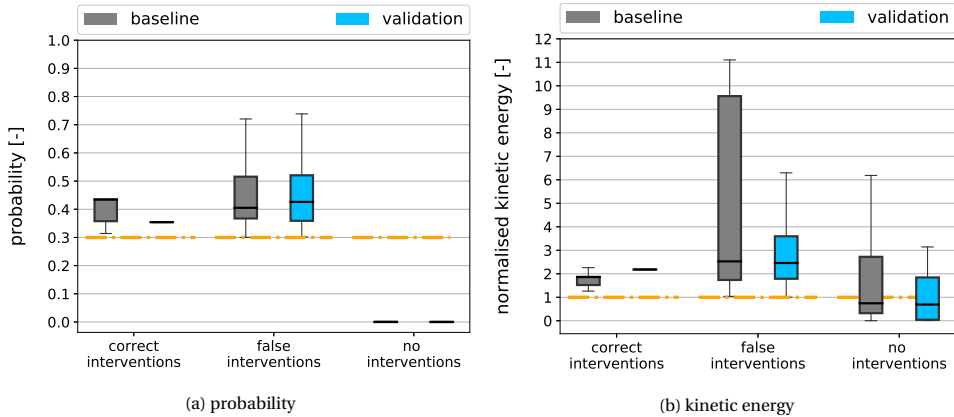 baseline validation
1.0
0.9
0.8
0.7
0.6
0.5
0.4
0.3
0.2
0.1
0.0
probability [-]
correct interventions
false interventions
no interventions
(a) probability
baseline validation
12
11
10
9
8
7
6
5
4
3
2
1
0
normalised kinetic energy [-]
correct interventions
false interventions
no interventions
(b) kinetic energy